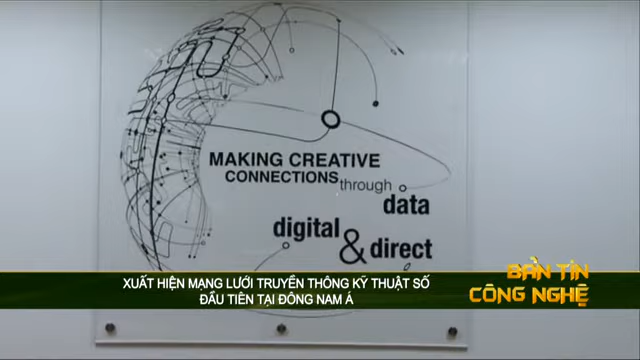 MAKING CREATIVE
CONNECTIONS through
data
digital
& direct
XUẤT HIỆN MẠNG LƯỚI TRUYỀN THÔNG KỸ THUẬT SỐ
ĐẦU TIÊN TẠI ĐÔNG NAM Á
BẢN TIN
CÔNG NGHỆ